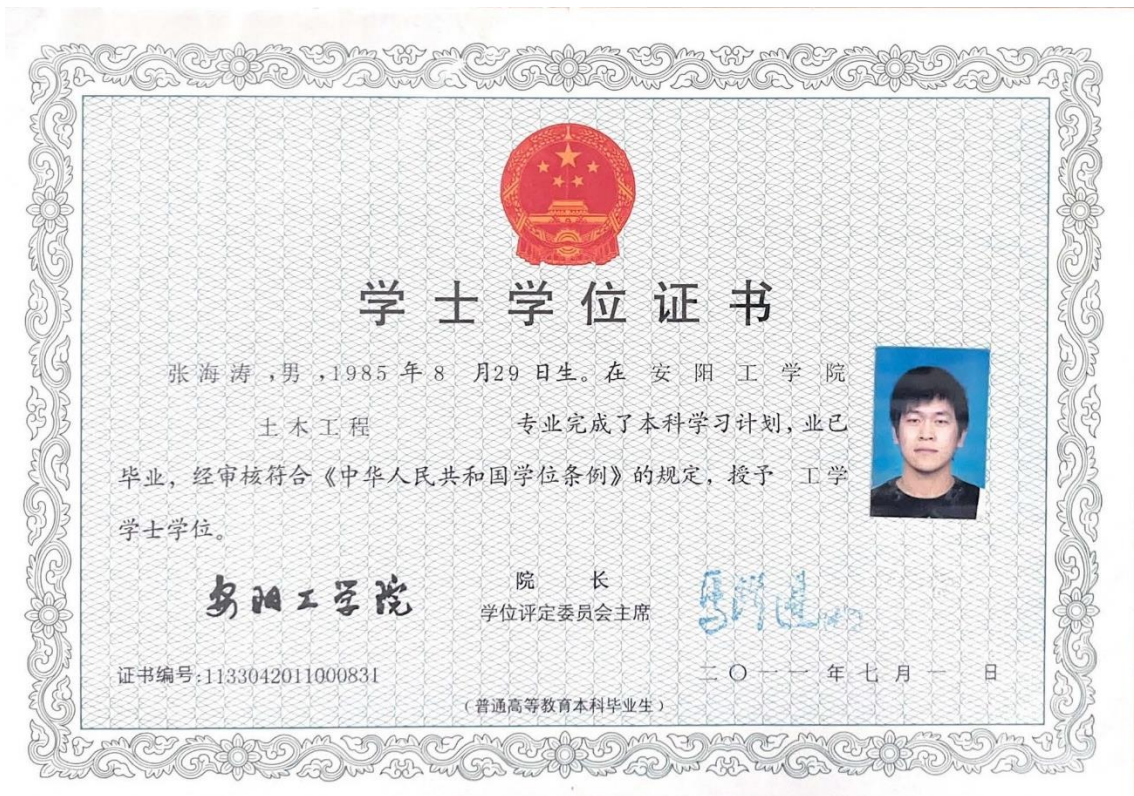 学士学位证书
张海涛,男,1985年8月29日生。在安阳工学院
土木工程 专业完成了本科学习计划,业已
毕业,经审核符合《中华人民共和国学位条例》的规定,授予 工学
学士学位。
安阳工学院
院长
学位评定委员会主席
证书编号:1133042011000831
二〇一一年七月一日
(普通高等教育本科毕业生)